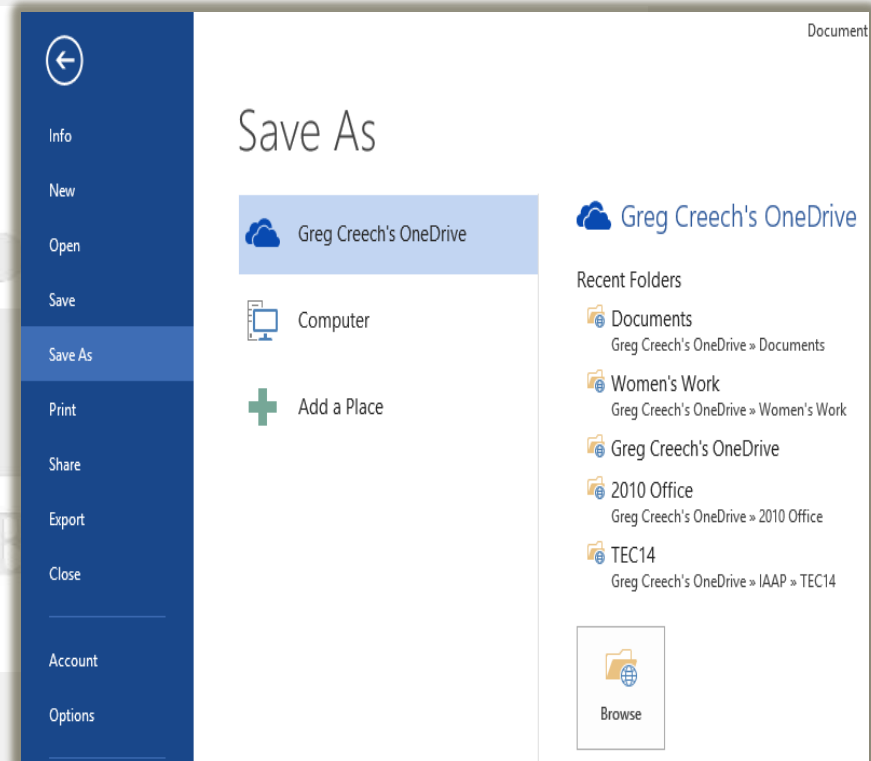 Document
Info
New
Open
Save
Save As
Print
Share
Export
Close
Account
Options
Save As
Greg Creech's OneDrive
Computer
Add a Place
Greg Creech's OneDrive
Recent Folders
Documents
Greg Creech's OneDrive » Documents
Women's Work
Greg Creech's OneDrive » Women's Work
Greg Creech's OneDrive
2010 Office
Greg Creech's OneDrive » 2010 Office
TEC14
Greg Creech's OneDrive » IAAP » TEC14
Browse